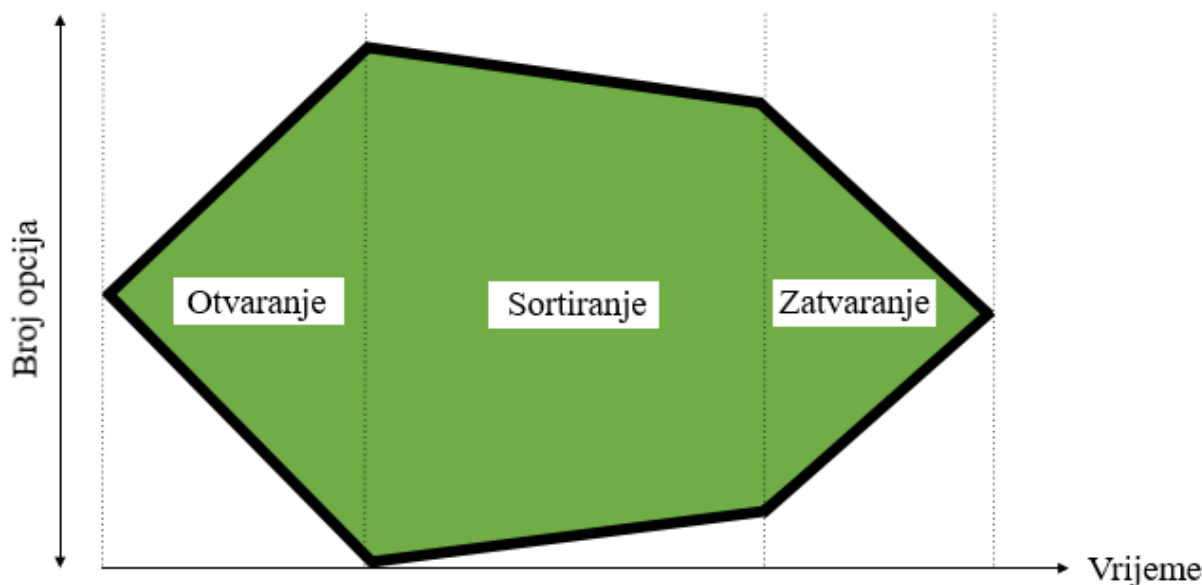 Broj opcija
Otvaranje
Sortiranje
Zatvaranje
Vrijeme